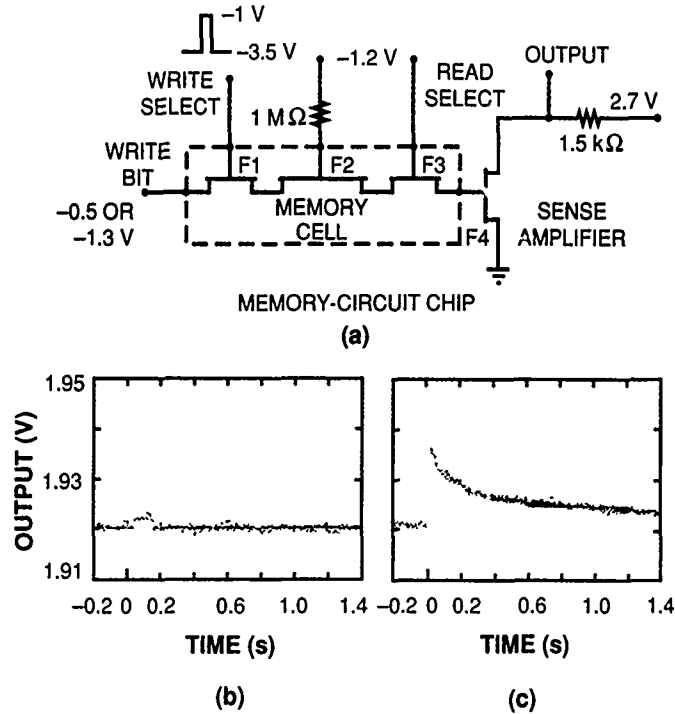 −1 V
−3.5 V
−1.2 V
WRITE
SELECT
READ
SELECT
OUTPUT
2.7 V
1 MΩ
1.5 kΩ
WRITE
BIT
F1
F2
F3
−0.5 OR
−1.3 V
MEMORY
CELL
F4
SENSE
AMPLIFIER
MEMORY-CIRCUIT CHIP
(a)
OUTPUT (V)
1.95
1.93
1.91
−0.2 0 0.2 0.6 1.0 1.4
TIME (s)
(b)
−0.2 0 0.2 0.6 1.0 1.4
TIME (s)
(c)